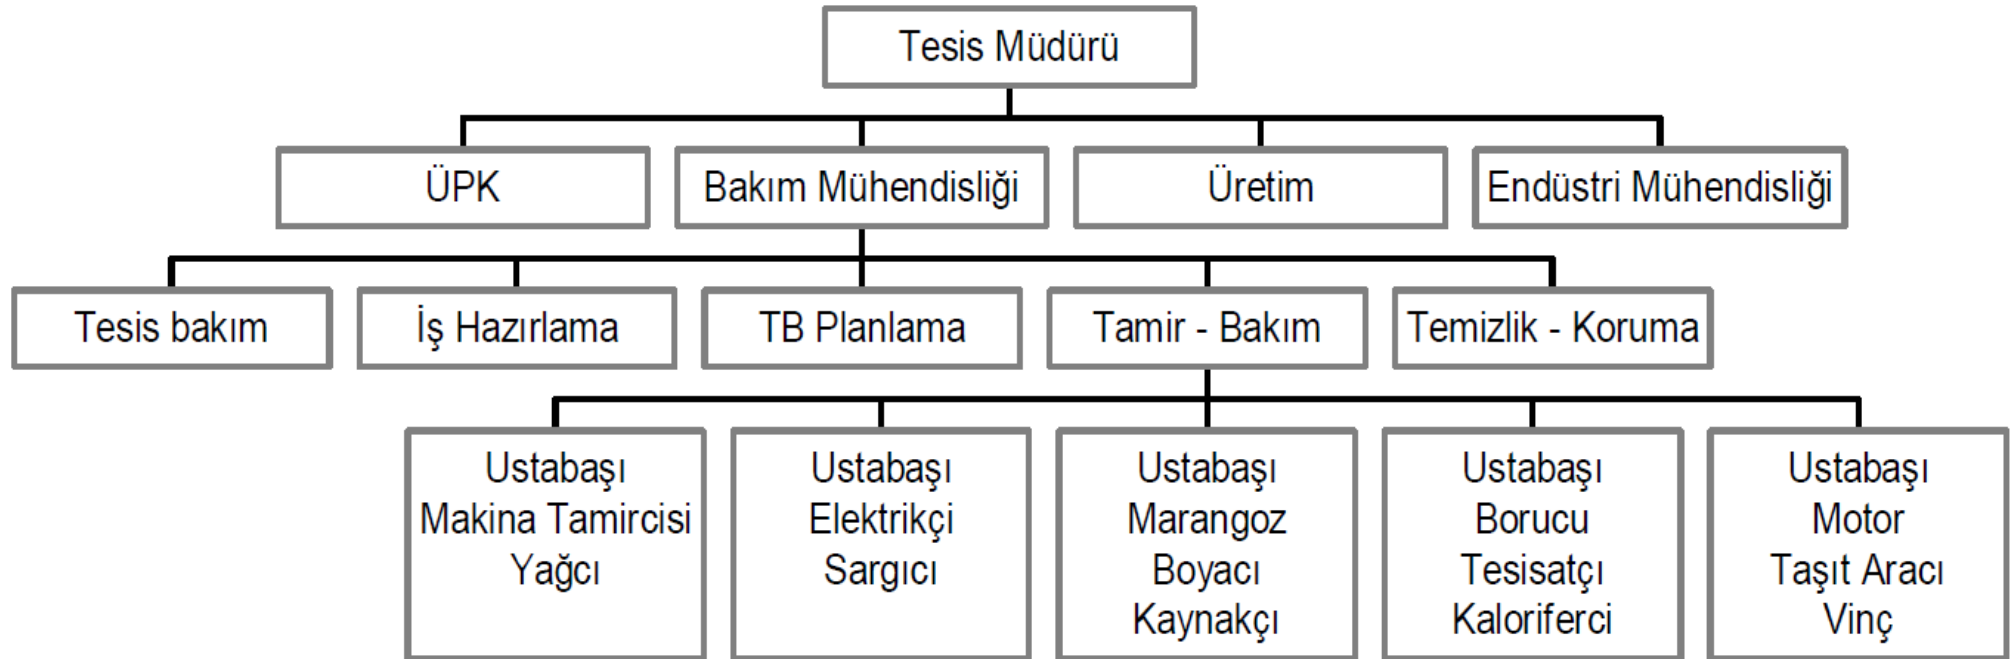 Tesis Müdürü
ÜPK
Bakım Mühendisliği
Üretim
Endüstri Mühendisliği
Tesis bakım
İş Hazırlama
TB Planlama
Tamir - Bakım
Temizlik - Koruma
Ustabaşı
Makina Tamircisi
Yağcı
Ustabaşı
Elektrikçi
Sargıcı
Ustabaşı
Marangoz
Boyacı
Kaynakçı
Ustabaşı
Borucu
Tesisatçı
Kaloriferci
Ustabaşı
Motor
Taşıt Aracı
Vinç